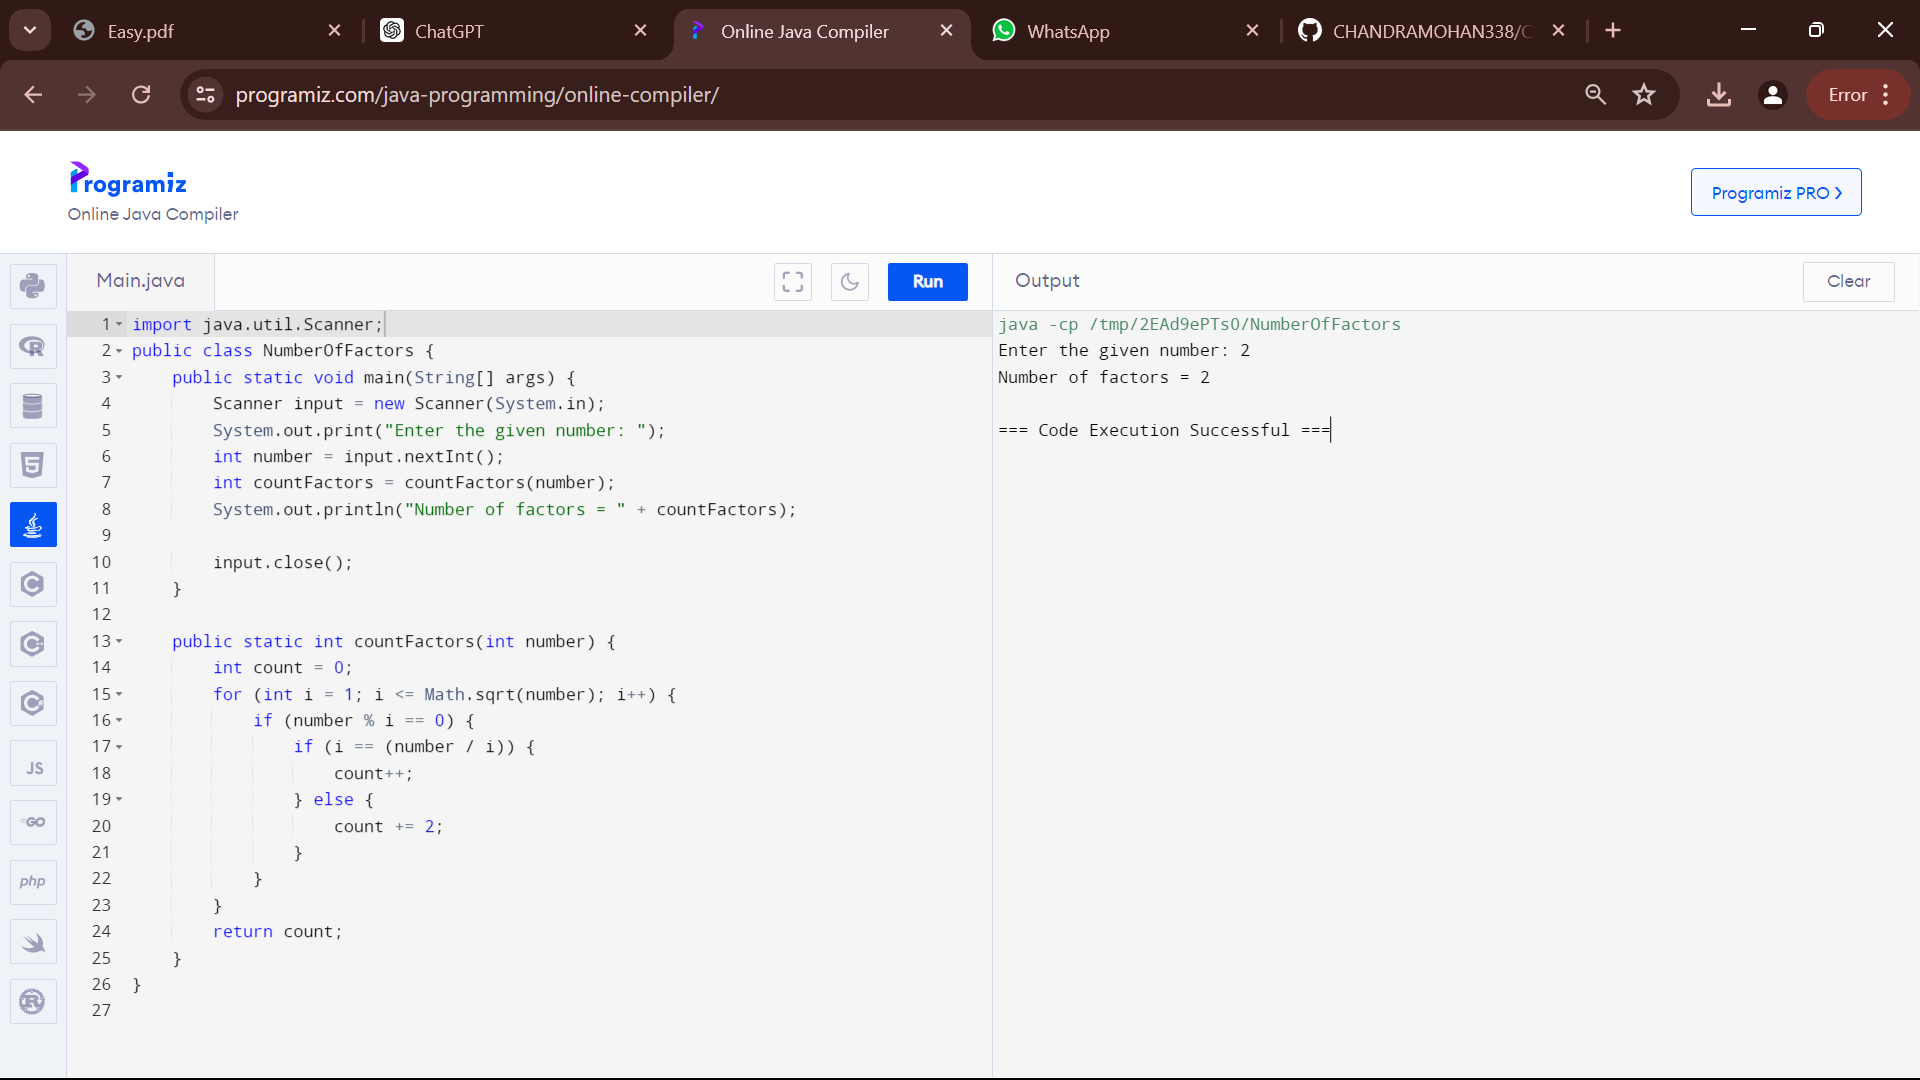 Easy.pdf
ChatGPT
Online Java Compiler
WhatsApp
CHANDRAMOHAN338/C
programiz.com/java-programming/online-compiler/
Error
Programiz
Online Java Compiler
Programiz PRO
Main.java
Run
Output
Clear
1 import java.util.Scanner;
2 public class NumberOfFactors {
3     public static void main(String[] args) {
4         Scanner input = new Scanner(System.in);
5         System.out.print("Enter the given number: ");
6         int number = input.nextInt();
7         int countFactors = countFactors(number);
8         System.out.println("Number of factors = " + countFactors);
9
10         input.close();
11     }
12
13     public static int countFactors(int number) {
14         int count = 0;
15         for (int i = 1; i <= Math.sqrt(number); i++) {
16             if (number % i == 0) {
17                 if (i == (number / i)) {
18                     count++;
19                 } else {
20                     count += 2;
21                 }
22             }
23         }
24         return count;
25     }
26 }
27
java -cp /tmp/2EAd9ePTsO/NumberOfFactors
Enter the given number: 2
Number of factors = 2
=== Code Execution Successful ===
R
5
C
C
C
JS
GO
php
R